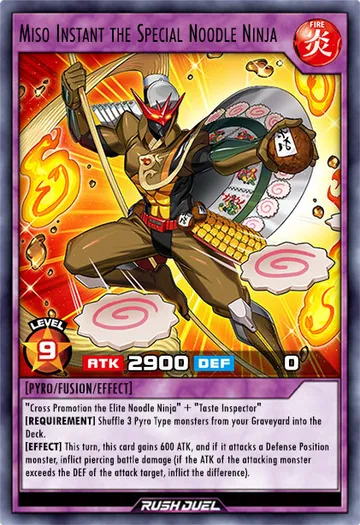 Miso Instant the Special Noodle Ninja
FIRE
炎
LEVEL
9
ATK 2900 DEF 0
[PYRO/FUSION/EFFECT]
"Cross Promotion the Elite Noodle Ninja" + "Taste Inspector"
[REQUIREMENT] Shuffle 3 Pyro Type monsters from your Graveyard into
the Deck.
[EFFECT] This turn, this card gains 600 ATK, and if it attacks a Defense Position
monster, inflict piercing battle damage (if the ATK of the attacking monster
exceeds the DEF of the attack target, inflict the difference).
RUSH DUEL